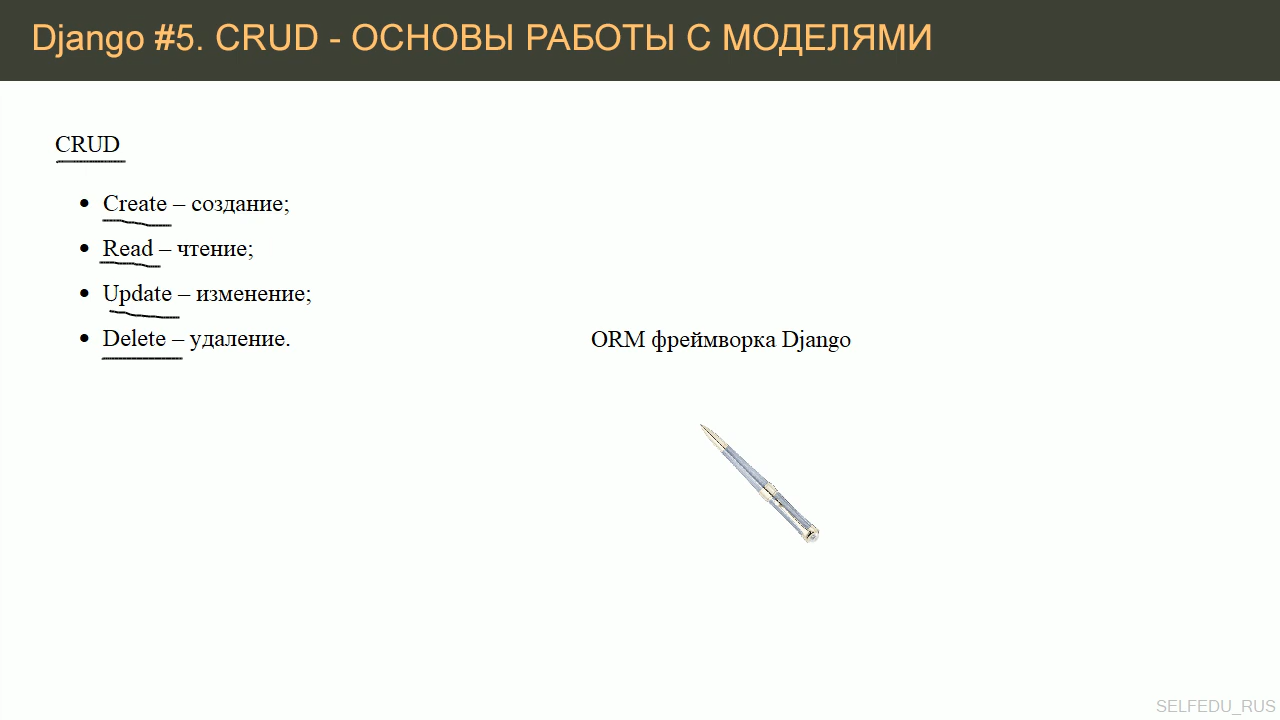 Django #5. CRUD - ОСНОВЫ РАБОТЫ С МОДЕЛЯМИ
CRUD
• Create – создание;
• Read – чтение;
• Update – изменение;
• Delete – удаление.
ORM фреймворка Django
SELFEDU_RUS